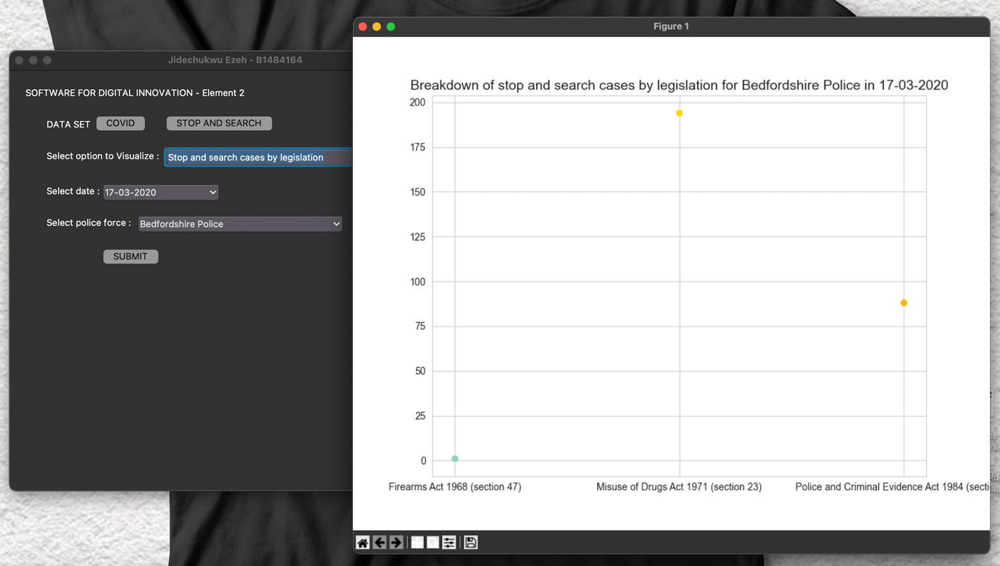 Jidechukwu Ezeh - B1484164
SOFTWARE FOR DIGITAL INNOVATION - Element 2
DATA SET COVID STOP AND SEARCH
Select option to Visualize : Stop and search cases by legislation
Select date : 17-03-2020
Select police force : Bedfordshire Police
SUBMIT
Figure 1
Breakdown of stop and search cases by legislation for Bedfordshire Police in 17-03-2020
200
175
150
125
100
75
50
25
0
Firearms Act 1968 (section 47) Misuse of Drugs Act 1971 (section 23) Police and Criminal Evidence Act 1984 (secti